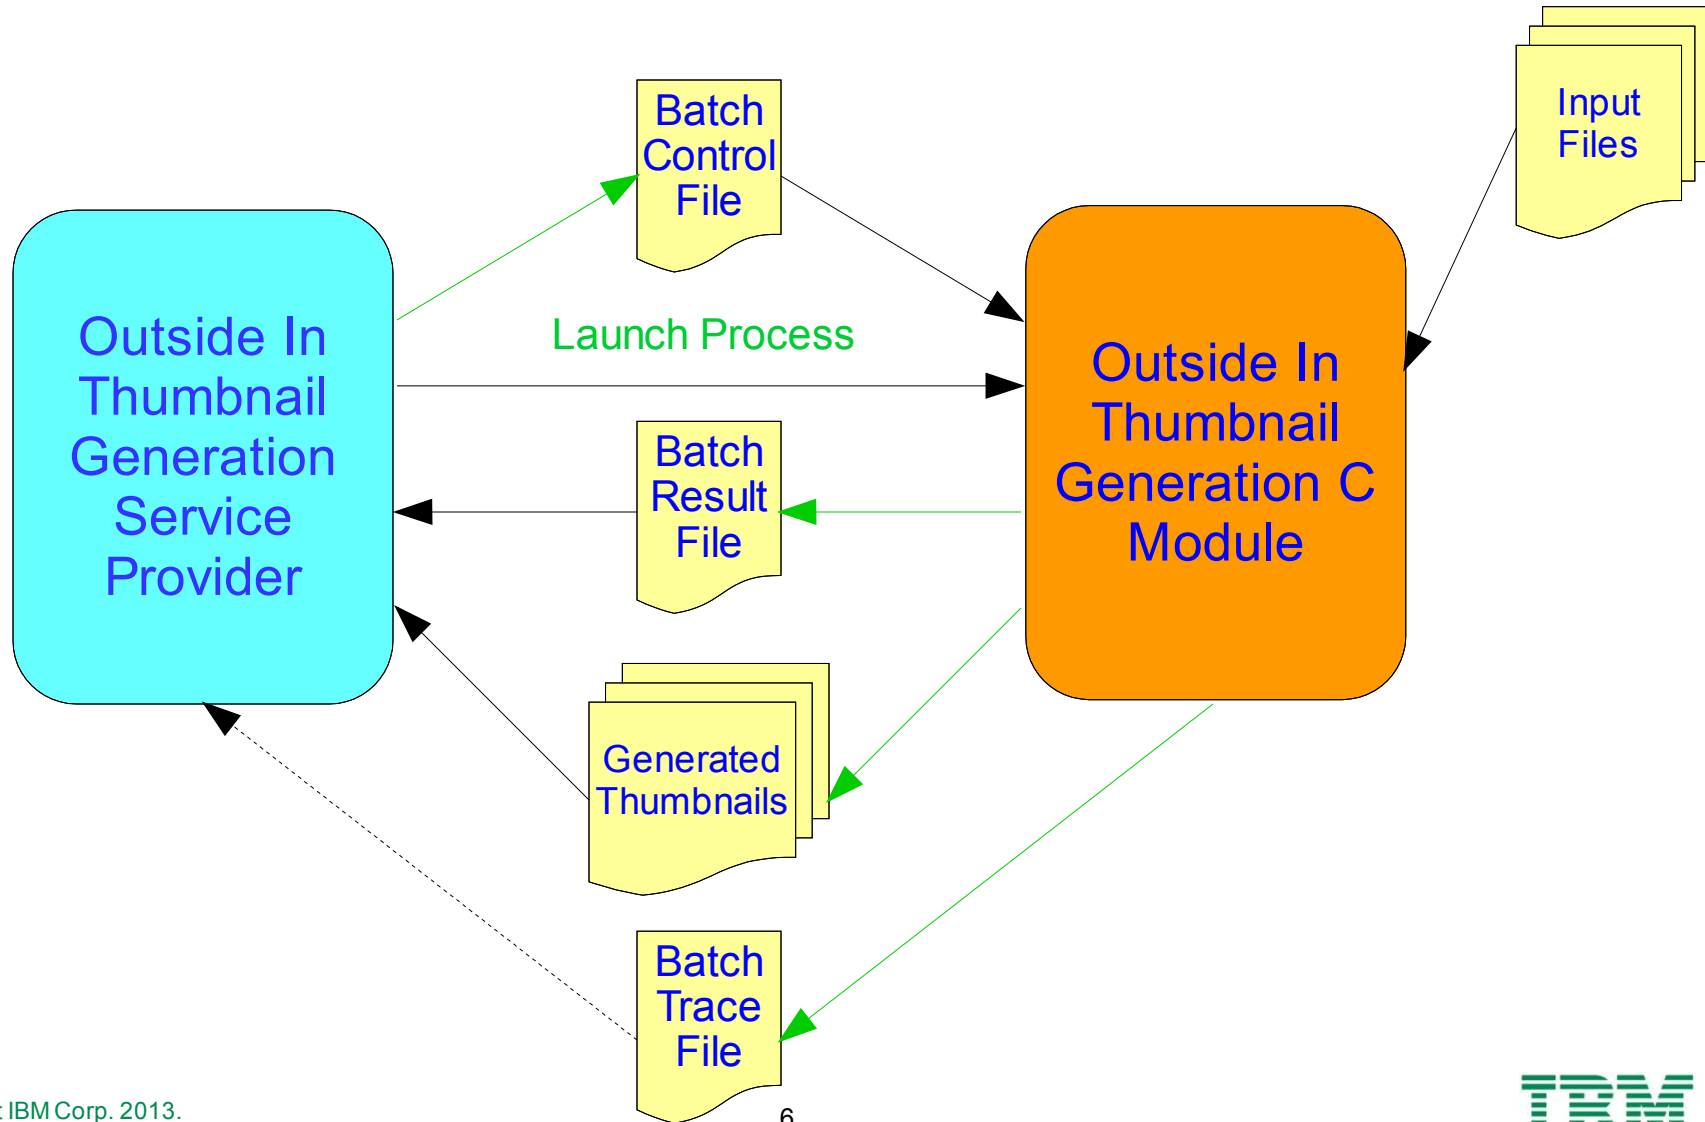 Input
Files
Batch
Control
File
Launch Process
Outside In
Thumbnail
Generation
Service
Provider
Outside In
Thumbnail
Generation C
Module
Batch
Result
File
Generated
Thumbnails
Batch
Trace
File
IBM Corp. 2013.
6
IBM